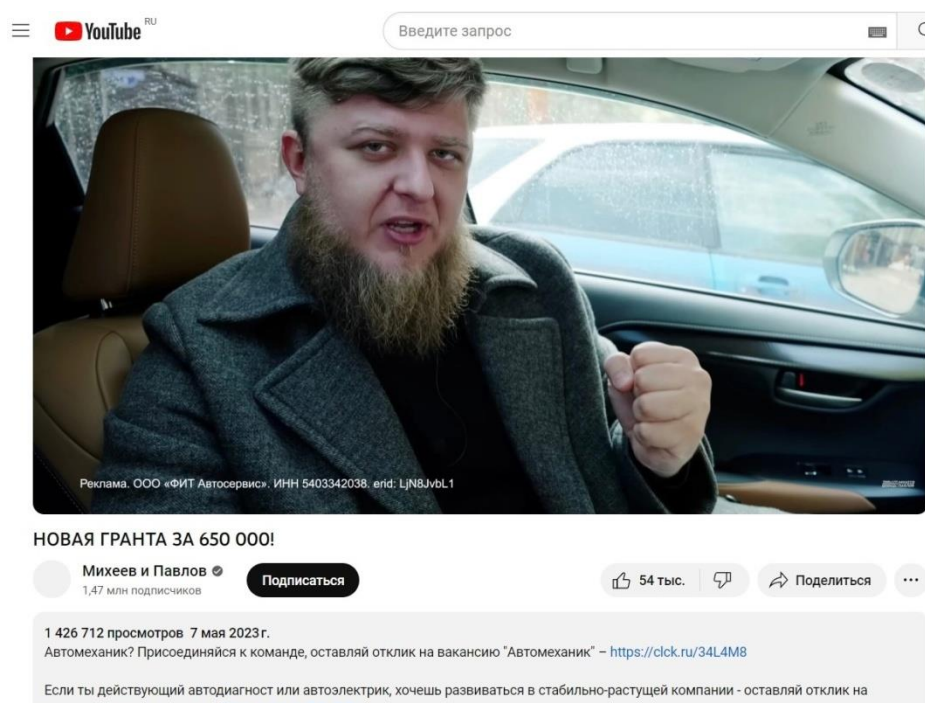 YouTube RU
Введите запрос
Реклама. ООО «ФИТ Автосервис». ИНН 5403342038. erid: LjN8JvbL1
НОВАЯ ГРАНТА ЗА 650 000!
Михеев и Павлов
1,47 млн подписчиков
Подписаться
54 тыс.
Поделиться
1 426 712 просмотров 7 мая 2023 г.
Автомеханик? Присоединяйся к команде, оставляй отклик на вакансию "Автомеханик" – https://clck.ru/34L4M8
Если ты действующий автодиагност или автоэлектрик, хочешь развиваться в стабильно-растущей компании - оставляй отклик на